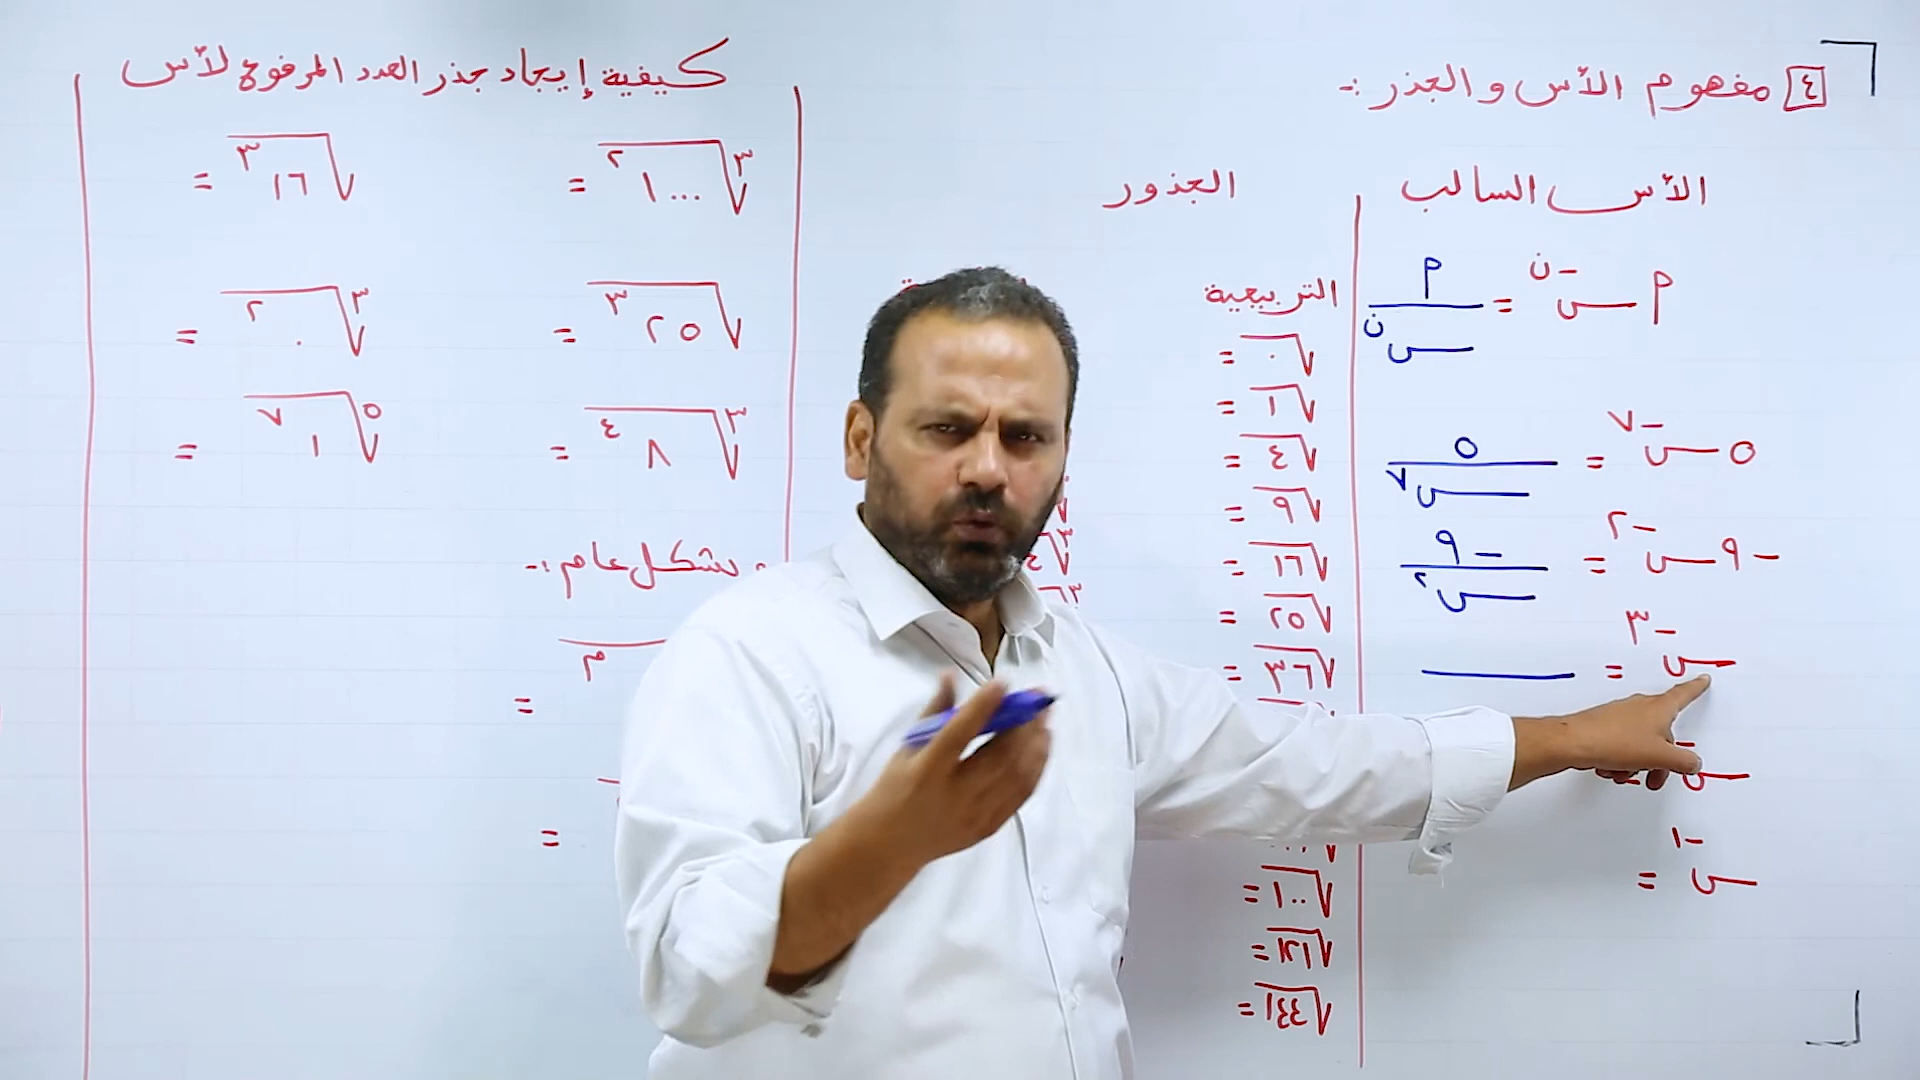 ٤ مفهوم الأس والجذر :-
الأس السالب
م س^-ن = م / س^ن
٥ س^-٧ = ٥ / س^٧
-٩ س^-٢ = -٩ / س^٢
س^-٣ =
س^-١ =
الجذور
التربيعية
√٠ =
√١ =
√٤ =
√٩ =
√١٦ =
√٢٥ =
√٣٦ =
√١٠٠ =
√١٢١ =
√١٤٤ =
كيفية إيجاد جذر العدد المرفوع لأس
∛١٠٠٠^٢ =
√٢٥^٣ =
∛٨^٤ =
√١٦^٣ =
∛٠^٢ =
⁵√١^٧ =
بشكل عام :-
م
=
=